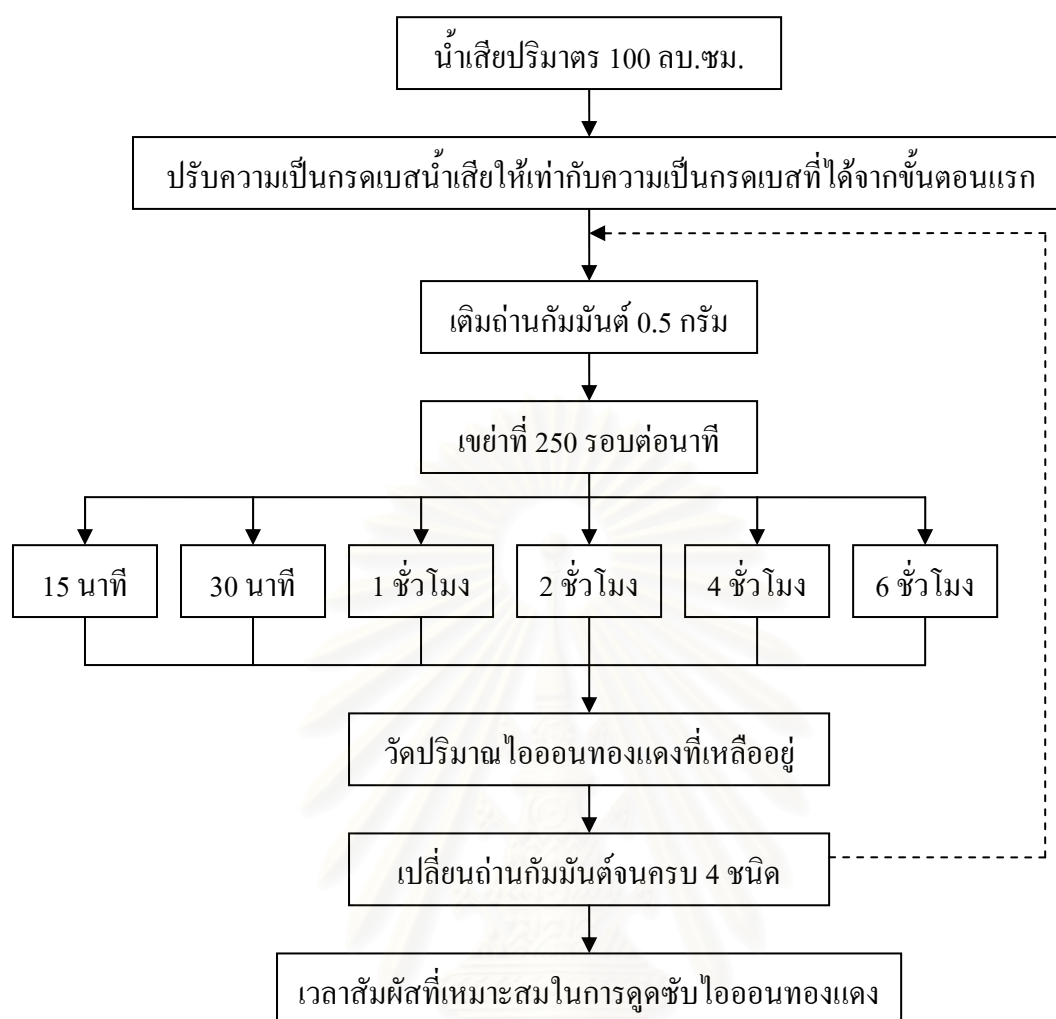 น้ำเสียปริมาตร 100 ลบ.ซม.
ปรับความเป็นกรดเบสน้ำเสียให้เท่ากับความเป็นกรดเบสที่ได้จากขั้นตอนแรก
เติมถ่านกัมมันต์ 0.5 กรัม
เขย่าที่ 250 รอบต่อนาที
15 นาที
30 นาที
1 ชั่วโมง
2 ชั่วโมง
4 ชั่วโมง
6 ชั่วโมง
วัดปริมาณไอออนทองแดงที่เหลืออยู่
เปลี่ยนถ่านกัมมันต์จนครบ 4 ชนิด
เวลาสัมผัสที่เหมาะสมในการดูดซับไอออนทองแดง